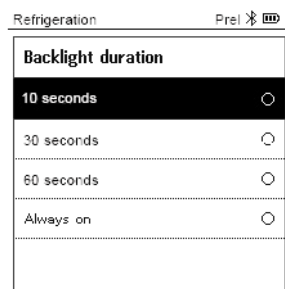 Refrigeration Prel
Backlight duration
10 seconds
30 seconds
60 seconds
Always on